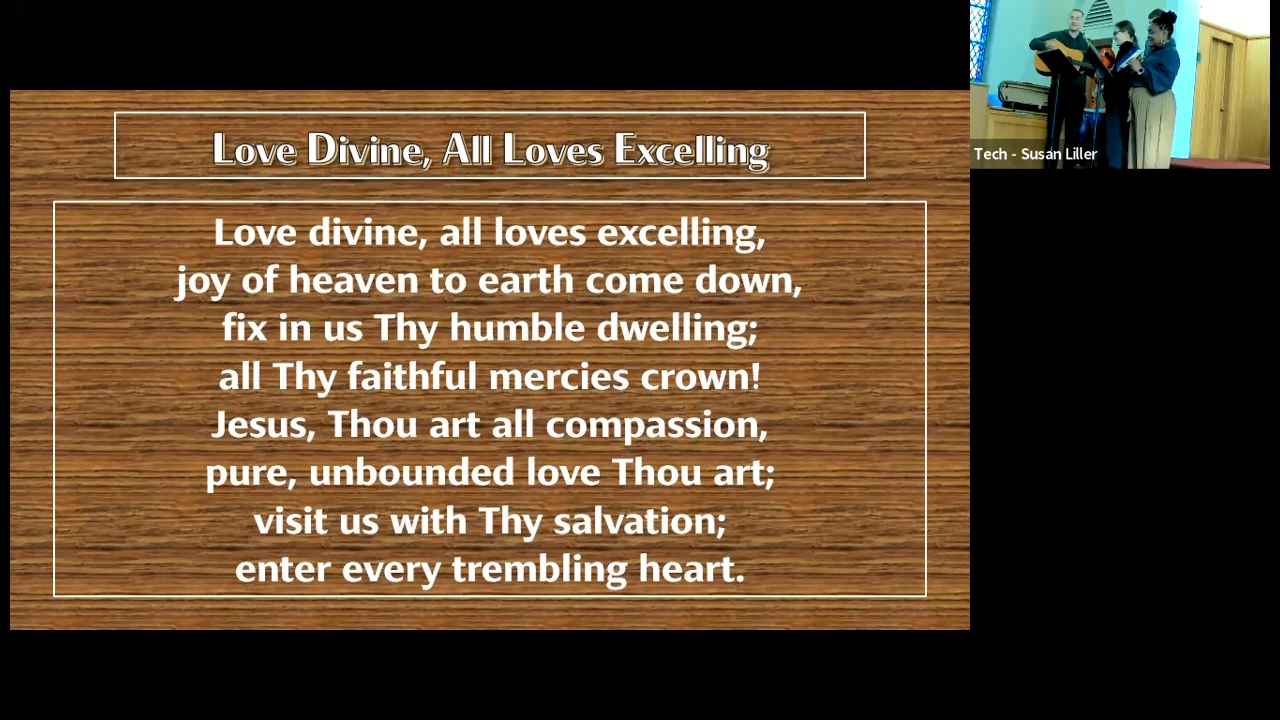 Love Divine, All Loves Excelling
Love divine, all loves excelling,
joy of heaven to earth come down,
fix in us Thy humble dwelling;
all Thy faithful mercies crown!
Jesus, Thou art all compassion,
pure, unbounded love Thou art;
visit us with Thy salvation;
enter every trembling heart.
Tech - Susan Liller